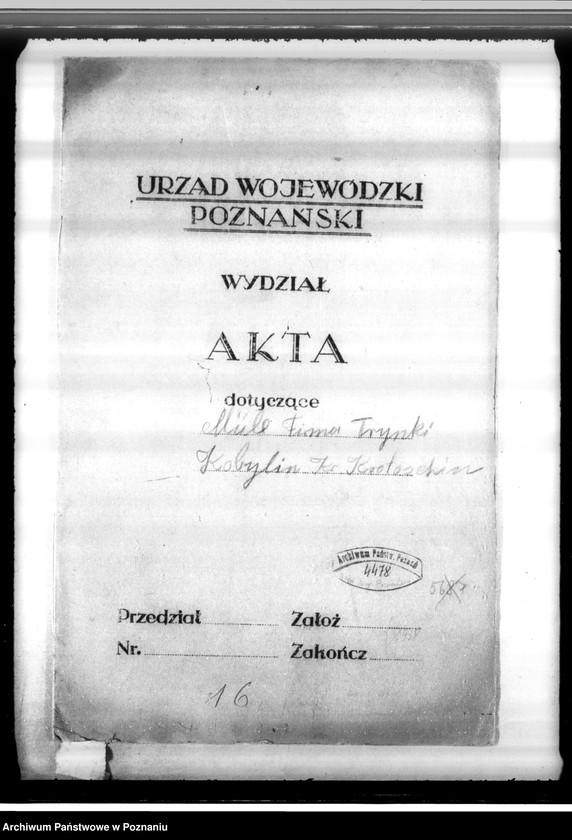 URZĄD WOJEWÓDZKI
POZNAŃSKI
WYDZIAŁ
AKTA
dotyczące
Firma Trynki
Kobylin Kr. Krotoschin
Archiwum Państw. Poznań
4478
Przedział
Założ
Nr.
Zakończ
16
Archiwum Państwowe w Poznaniu